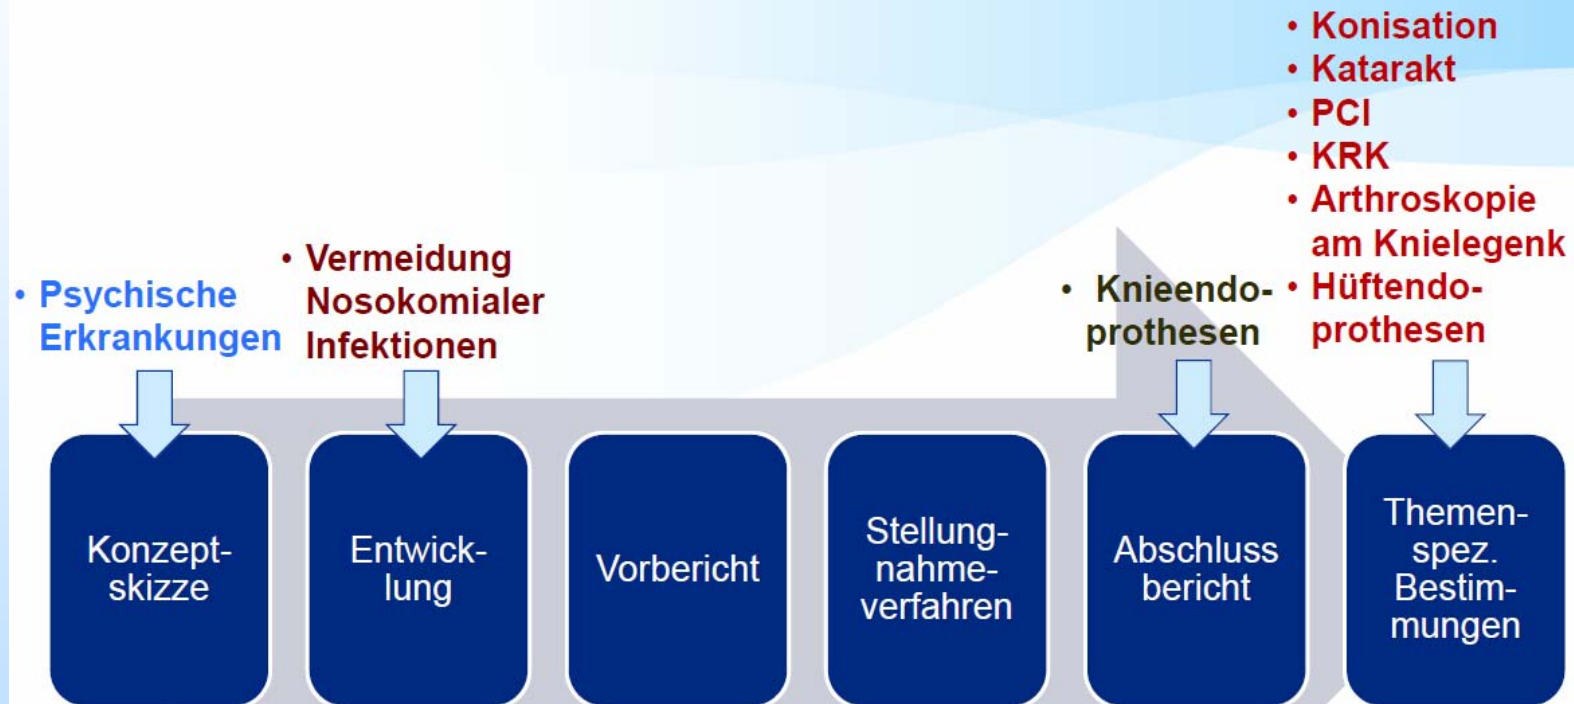 • Psychische
Erkrankungen
• Vermeidung
Nosokomialer
Infektionen
• Knieendo-
prothesen
• Konisation
• Katarakt
• PCI
• KRK
• Arthroskopie
am Knielegenk
• Hüftendo-
prothesen
Konzept-
skizze
Entwick-
lung
Vorbericht
Stellung-
nahme-
verfahren
Abschluss
bericht
Themen-
spez.
Bestim-
mungen